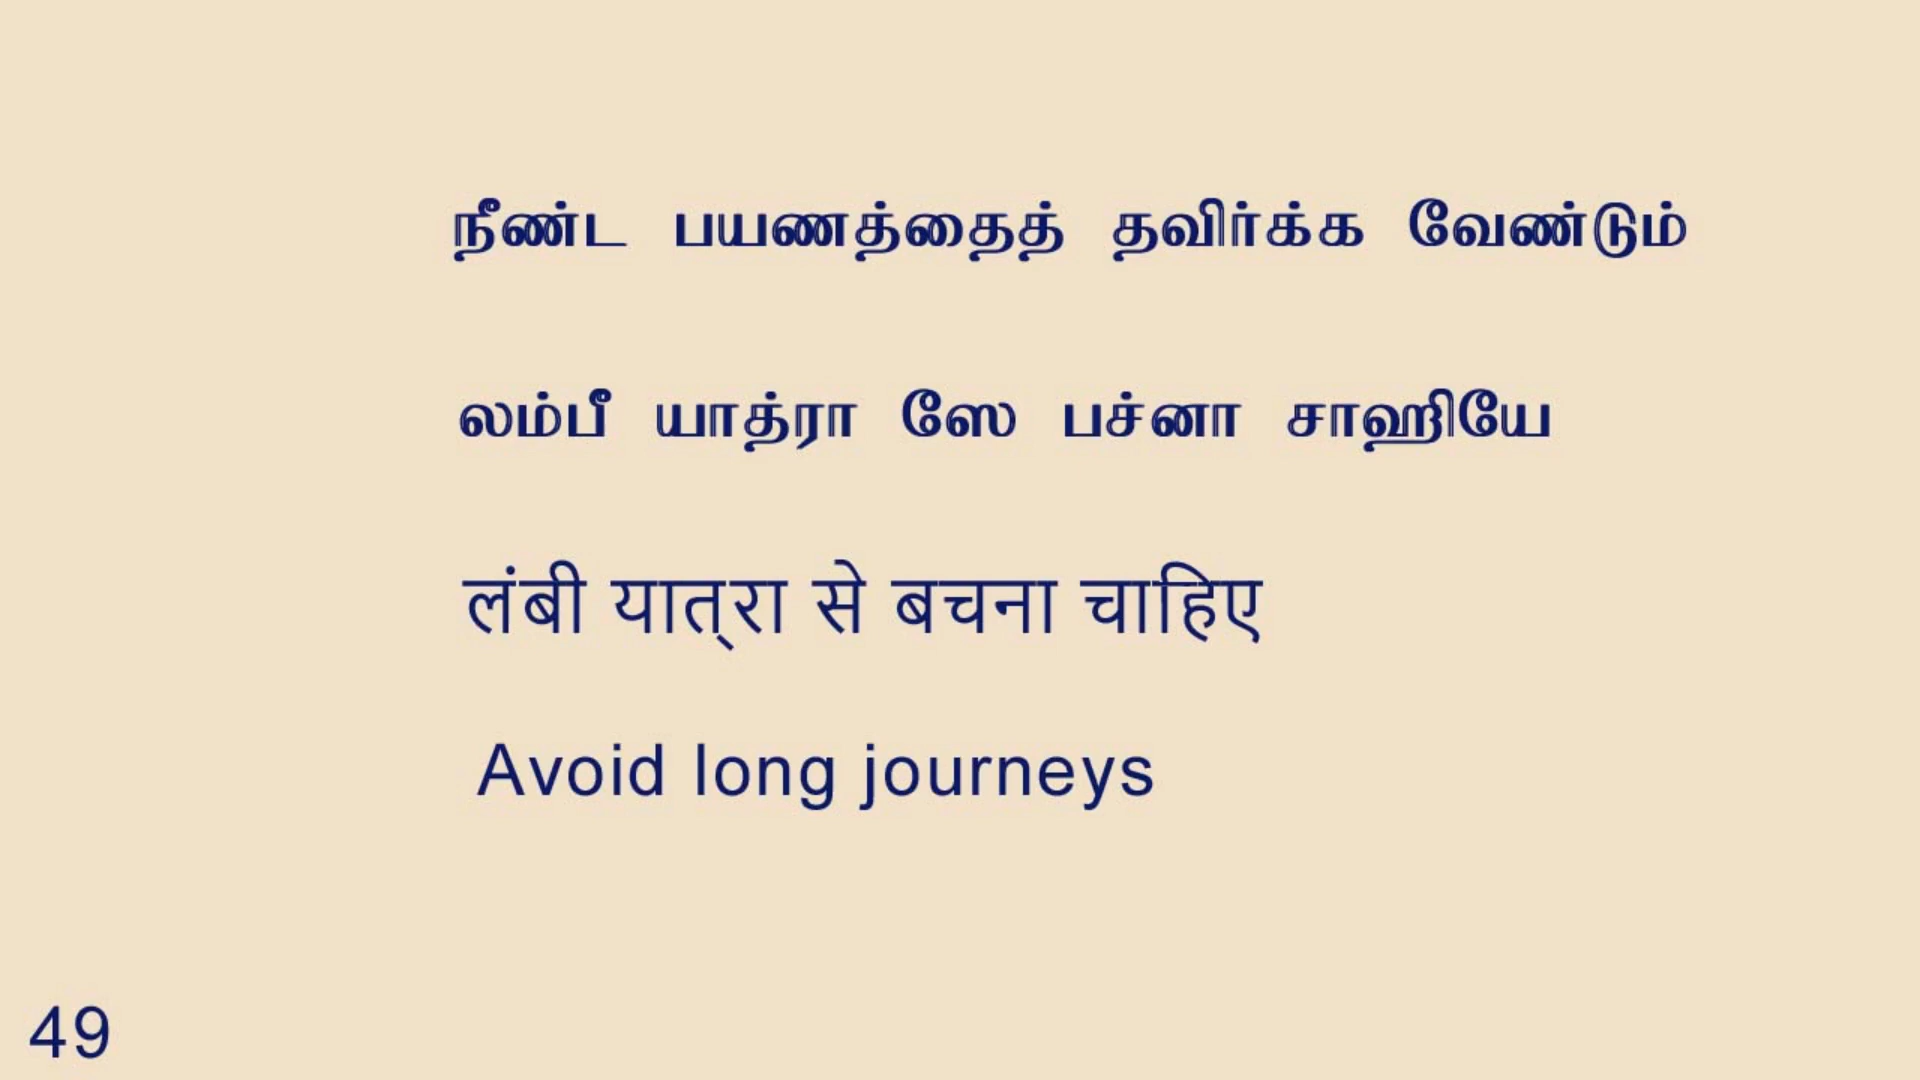 நீண்ட பயணத்தைத் தவிர்க்க வேண்டும்
லம்பீ யாத்ரா ஸே பச்னா சாஹியே
लंबी यात्‌रा से बचना चाहिए
Avoid long journeys
49